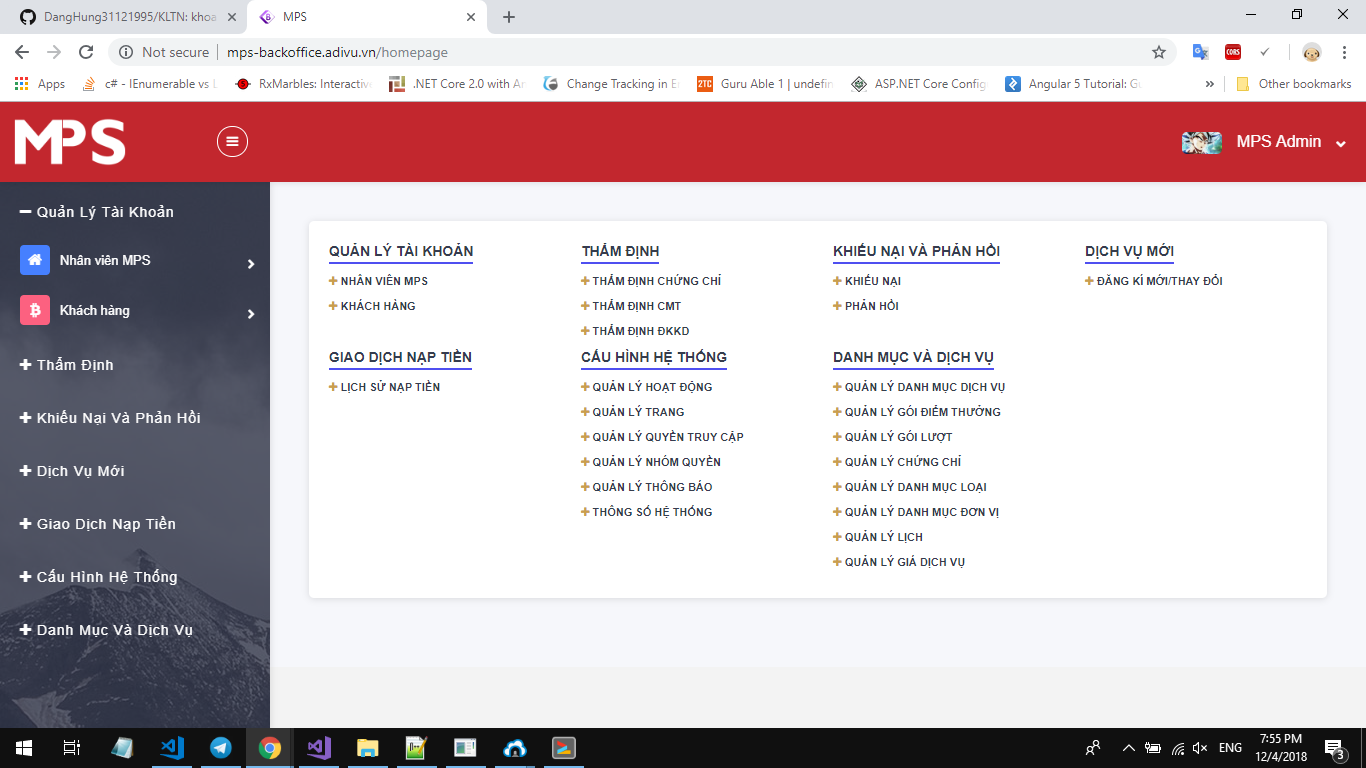 DangHung31121995/KLTN: khoa
MPS
Not secure
mps-backoffice.adivu.vn/homepage
CORS
Apps
c# - IEnumerable vs L
RxMarbles: Interactive
.NET Core 2.0 with An
Change Tracking in E
2TC
Guru Able 1 | undefin
ASP.NET Core Config
Angular 5 Tutorial: Gu
Other bookmarks
MPS
MPS Admin
Quản Lý Tài Khoản
Nhân viên MPS
Khách hàng
Thẩm Định
Khiếu Nại Và Phản Hồi
Dịch Vụ Mới
Giao Dịch Nạp Tiền
Cấu Hình Hệ Thống
Danh Mục Và Dịch Vụ
QUẢN LÝ TÀI KHOẢN
NHÂN VIÊN MPS
KHÁCH HÀNG
THẨM ĐỊNH
THẨM ĐỊNH CHỨNG CHỈ
THẨM ĐỊNH CMT
THẨM ĐỊNH ĐKKD
KHIẾU NẠI VÀ PHẢN HỒI
KHIẾU NẠI
PHẢN HỒI
DỊCH VỤ MỚI
ĐĂNG KÍ MỚI/THAY ĐỔI
GIAO DỊCH NẠP TIỀN
LỊCH SỬ NẠP TIỀN
CẤU HÌNH HỆ THỐNG
QUẢN LÝ HOẠT ĐỘNG
QUẢN LÝ TRANG
QUẢN LÝ QUYỀN TRUY CẬP
QUẢN LÝ NHÓM QUYỀN
QUẢN LÝ THÔNG BÁO
THÔNG SỐ HỆ THỐNG
DANH MỤC VÀ DỊCH VỤ
QUẢN LÝ DANH MỤC DỊCH VỤ
QUẢN LÝ GÓI ĐIỂM THƯỞNG
QUẢN LÝ GÓI LƯỢT
QUẢN LÝ CHỨNG CHỈ
QUẢN LÝ DANH MỤC LOẠI
QUẢN LÝ DANH MỤC ĐƠN VỊ
QUẢN LÝ LỊCH
QUẢN LÝ GIÁ DỊCH VỤ
ENG
7:55 PM
12/4/2018
3